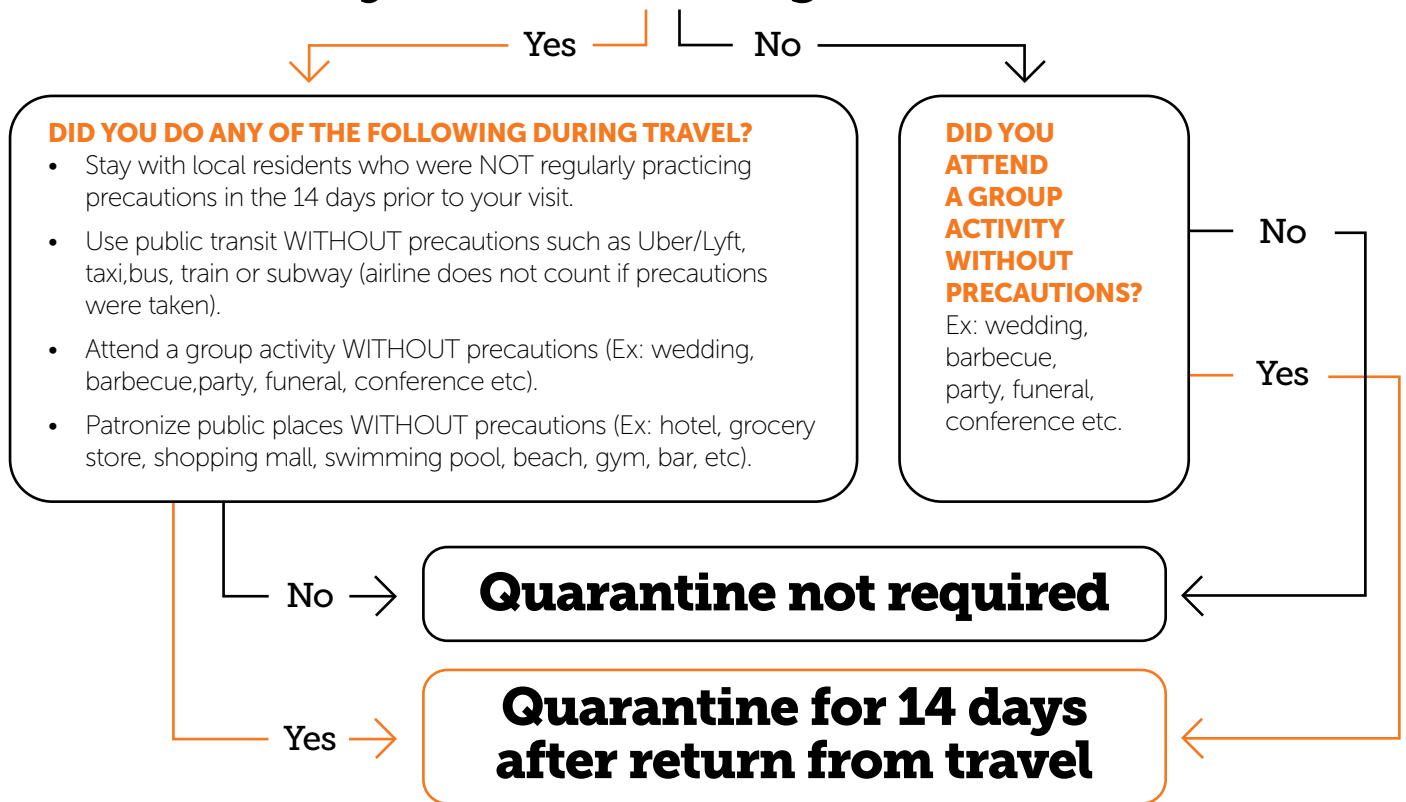 Yes
No
DID YOU DO ANY OF THE FOLLOWING DURING TRAVEL?
• Stay with local residents who were NOT regularly practicing
precautions in the 14 days prior to your visit.
• Use public transit WITHOUT precautions such as Uber/Lyft,
taxi,bus, train or subway (airline does not count if precautions
were taken).
• Attend a group activity WITHOUT precautions (Ex: wedding,
barbecue,party, funeral, conference etc).
• Patronize public places WITHOUT precautions (Ex: hotel, grocery
store, shopping mall, swimming pool, beach, gym, bar, etc).
DID YOU
ATTEND
A GROUP
ACTIVITY
WITHOUT
PRECAUTIONS?
Ex: wedding,
barbecue,
party, funeral,
conference etc.
No
Yes
No
Quarantine not required
Yes
Quarantine for 14 days
after return from travel